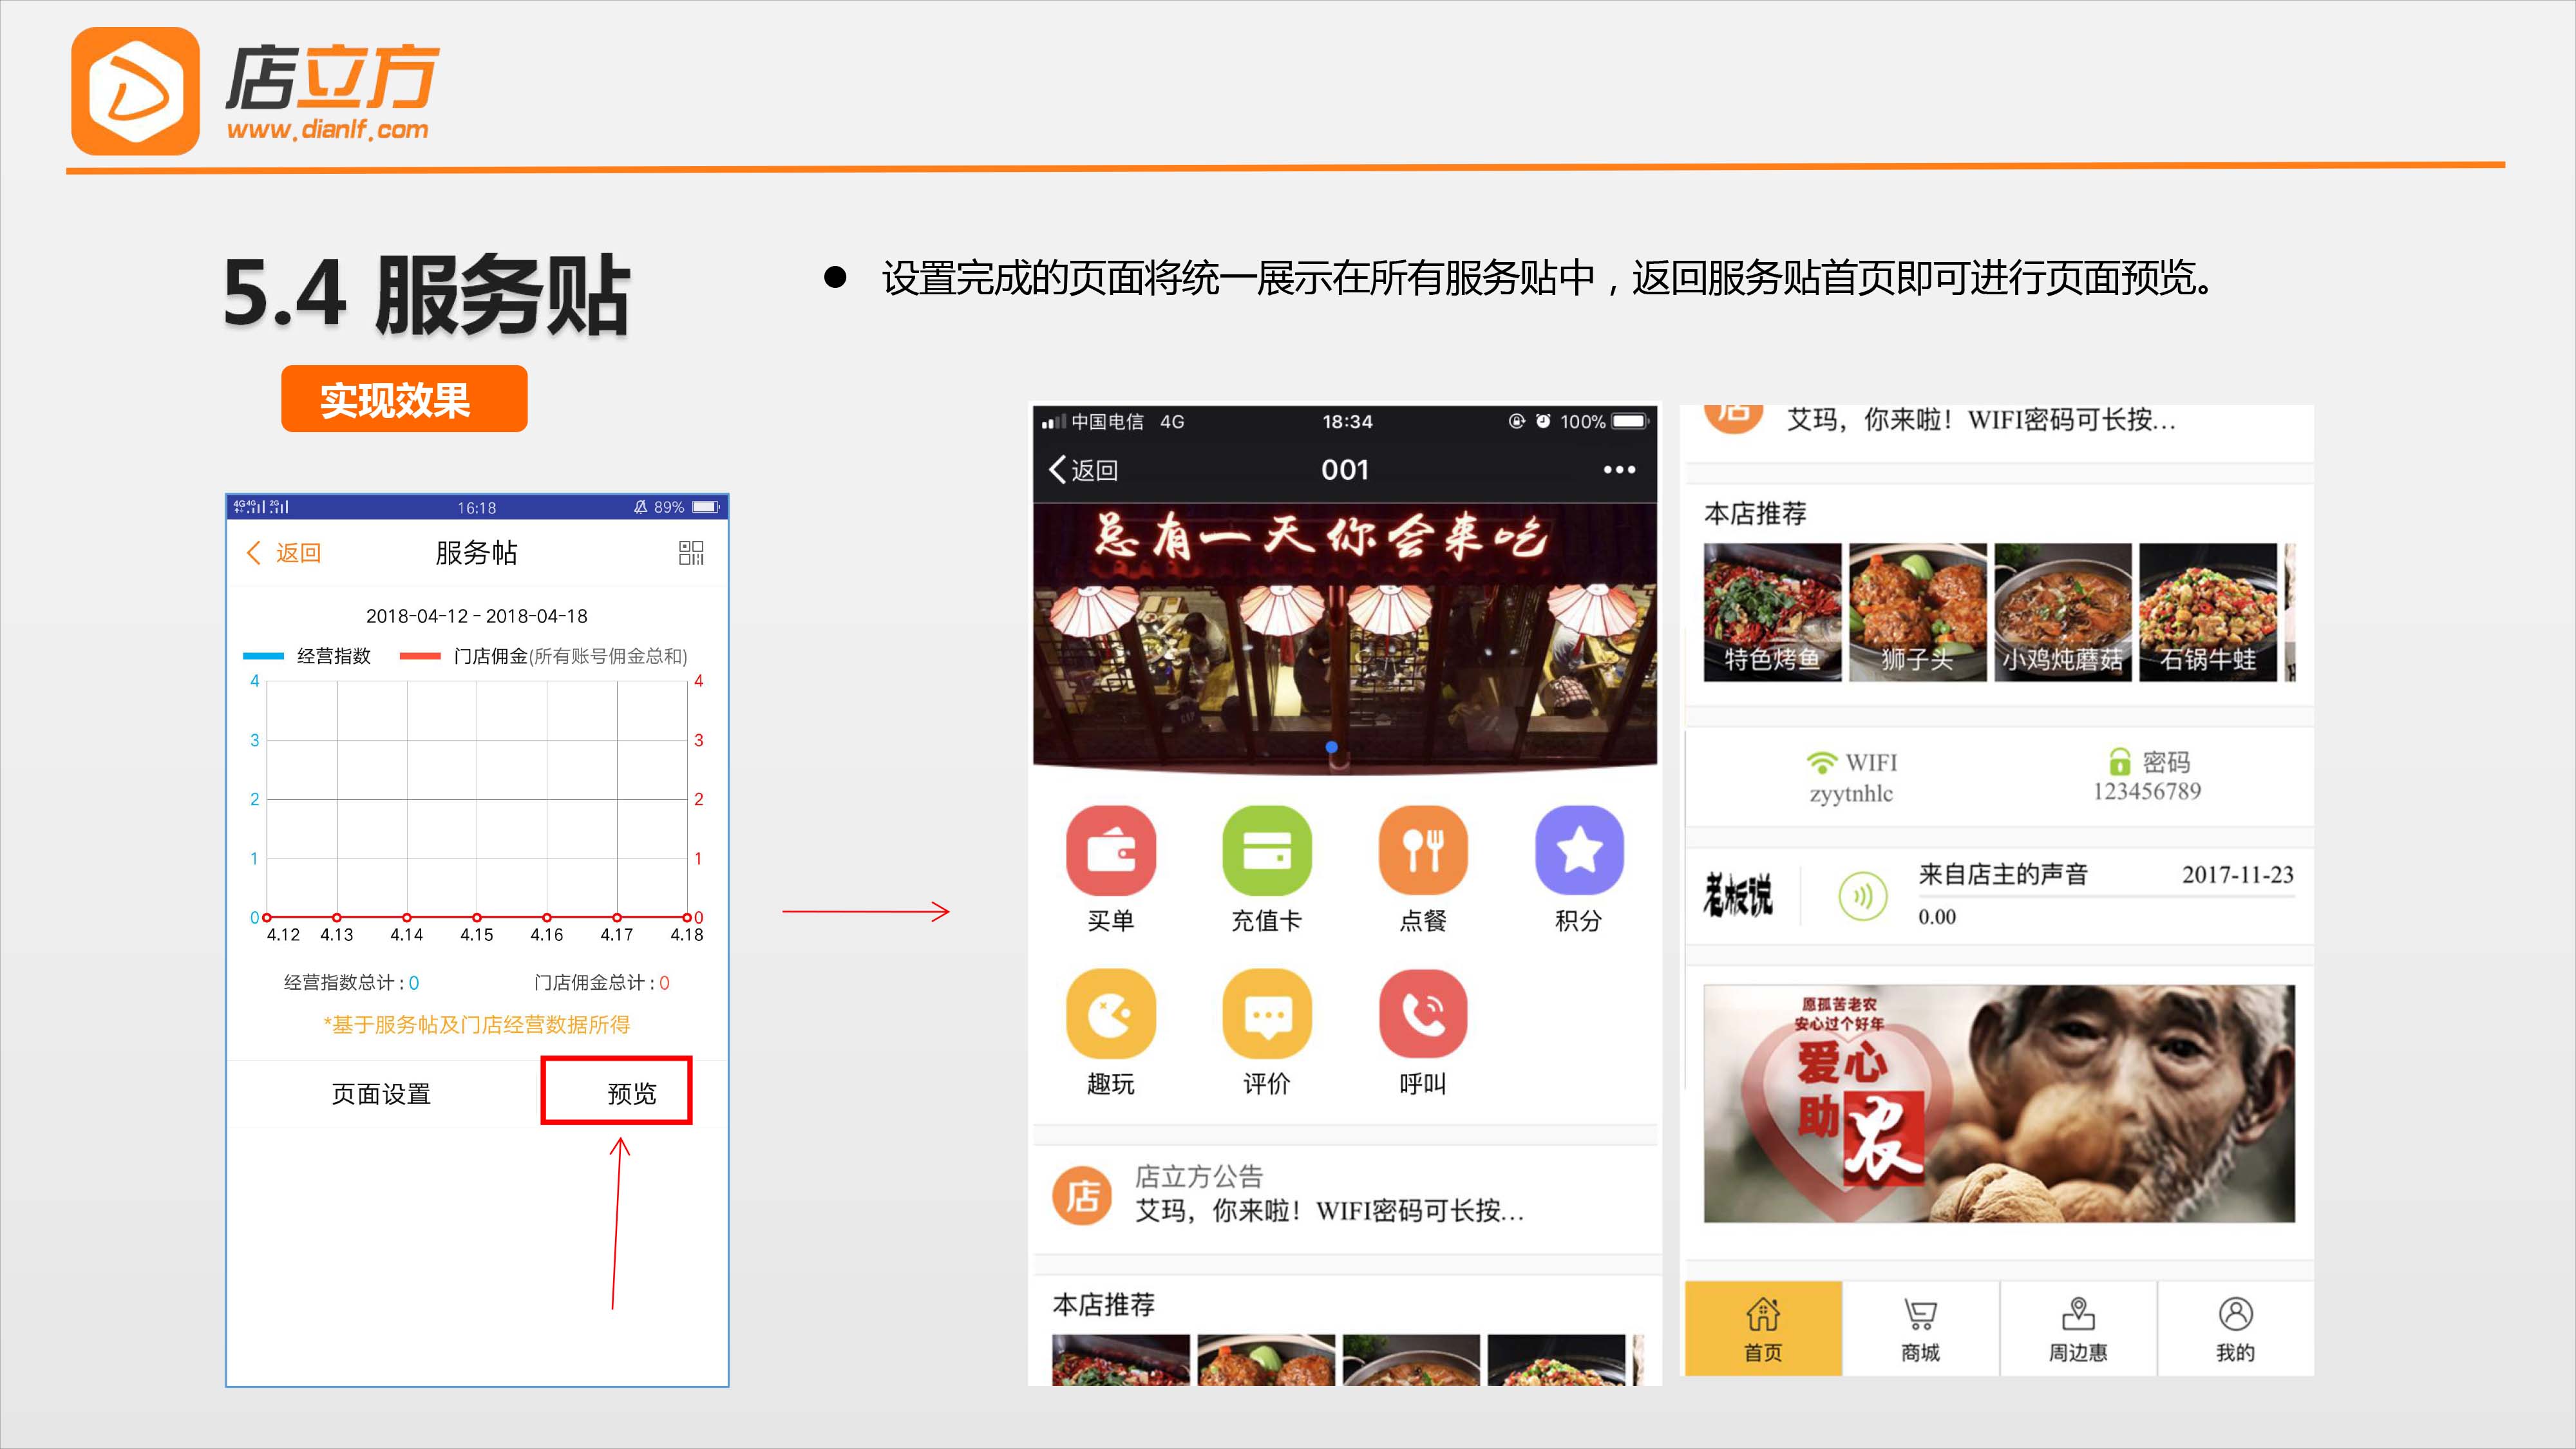 店立方
www.dianlf.com
5.4 服务贴
实现效果
● 设置完成的页面将统一展示在所有服务贴中，返回服务贴首页即可进行页面预览。
4G 4G 2G 16:18 89%
返回 服务帖
2018-04-12 - 2018-04-18
经营指数 门店佣金(所有账号佣金总和)
4 4
3 3
2 2
1 1
0 0
4.12 4.13 4.14 4.15 4.16 4.17 4.18
经营指数总计 : 0 门店佣金总计 : 0
*基于服务帖及门店经营数据所得
页面设置 预览
中国电信 4G 18:34 100%
返回 001 •••
总有一天你会来吃
买单 充值卡 点餐 积分
趣玩 评价 呼叫
店 店立方公告
艾玛，你来啦！WIFI密码可长按…
本店推荐
店 艾玛，你来啦！WIFI密码可长按…
本店推荐
特色烤鱼 狮子头 小鸡炖蘑菇 石锅牛蛙
WIFI 密码
zyytnhlc 123456789
老板说 来自店主的声音 2017-11-23
0.00
愿孤苦老农
安心过个好年
爱心
助农
首页 商城 周边惠 我的